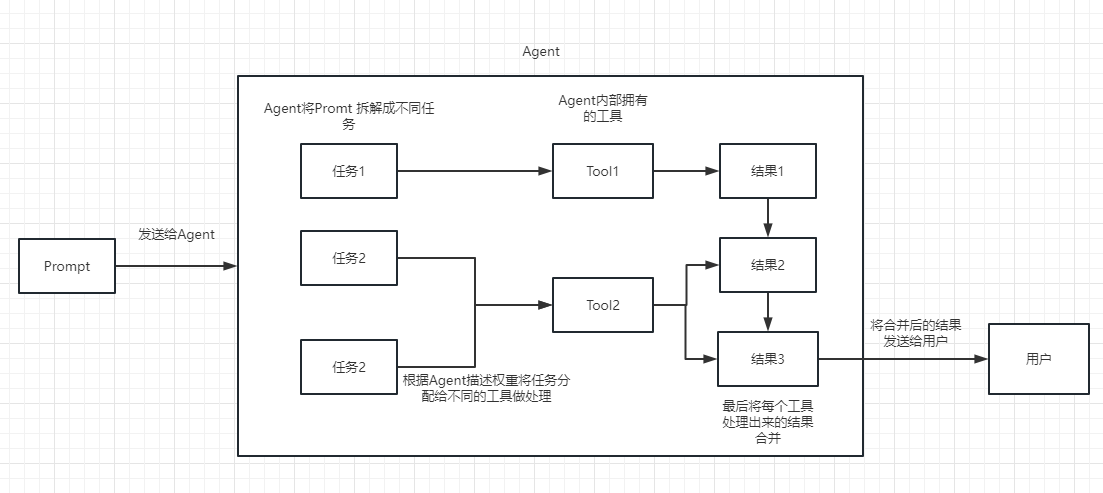 Agent
Agent将Promt 拆解成不同任
务
Agent内部拥有
的工具
任务1
Tool1
结果1
发送给Agent
Prompt
任务2
结果2
Tool2
将合并后的结果
发送给用户
任务2
结果3
用户
根据Agent描述权重将任务分
配给不同的工具做处理
最后将每个工具
处理出来的结果
合并